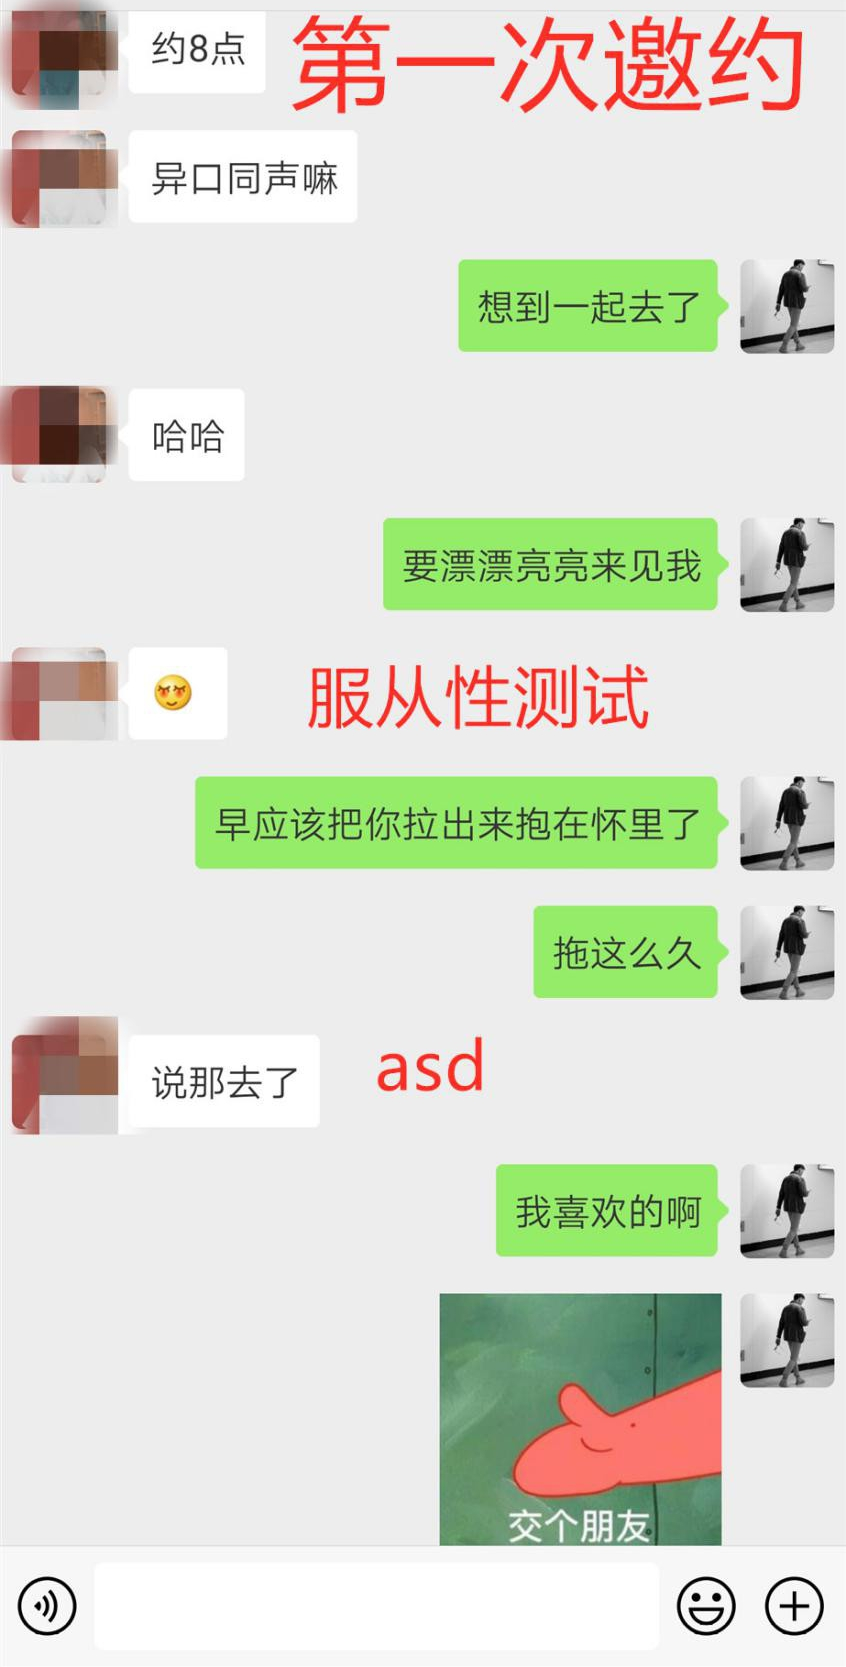 约8点
第一次邀约
异口同声嘛
想到一起去了
哈哈
要漂漂亮亮来见我
服从性测试
早应该把你拉出来抱在怀里了
拖这么久
说那去了
asd
我喜欢的啊
交个朋友